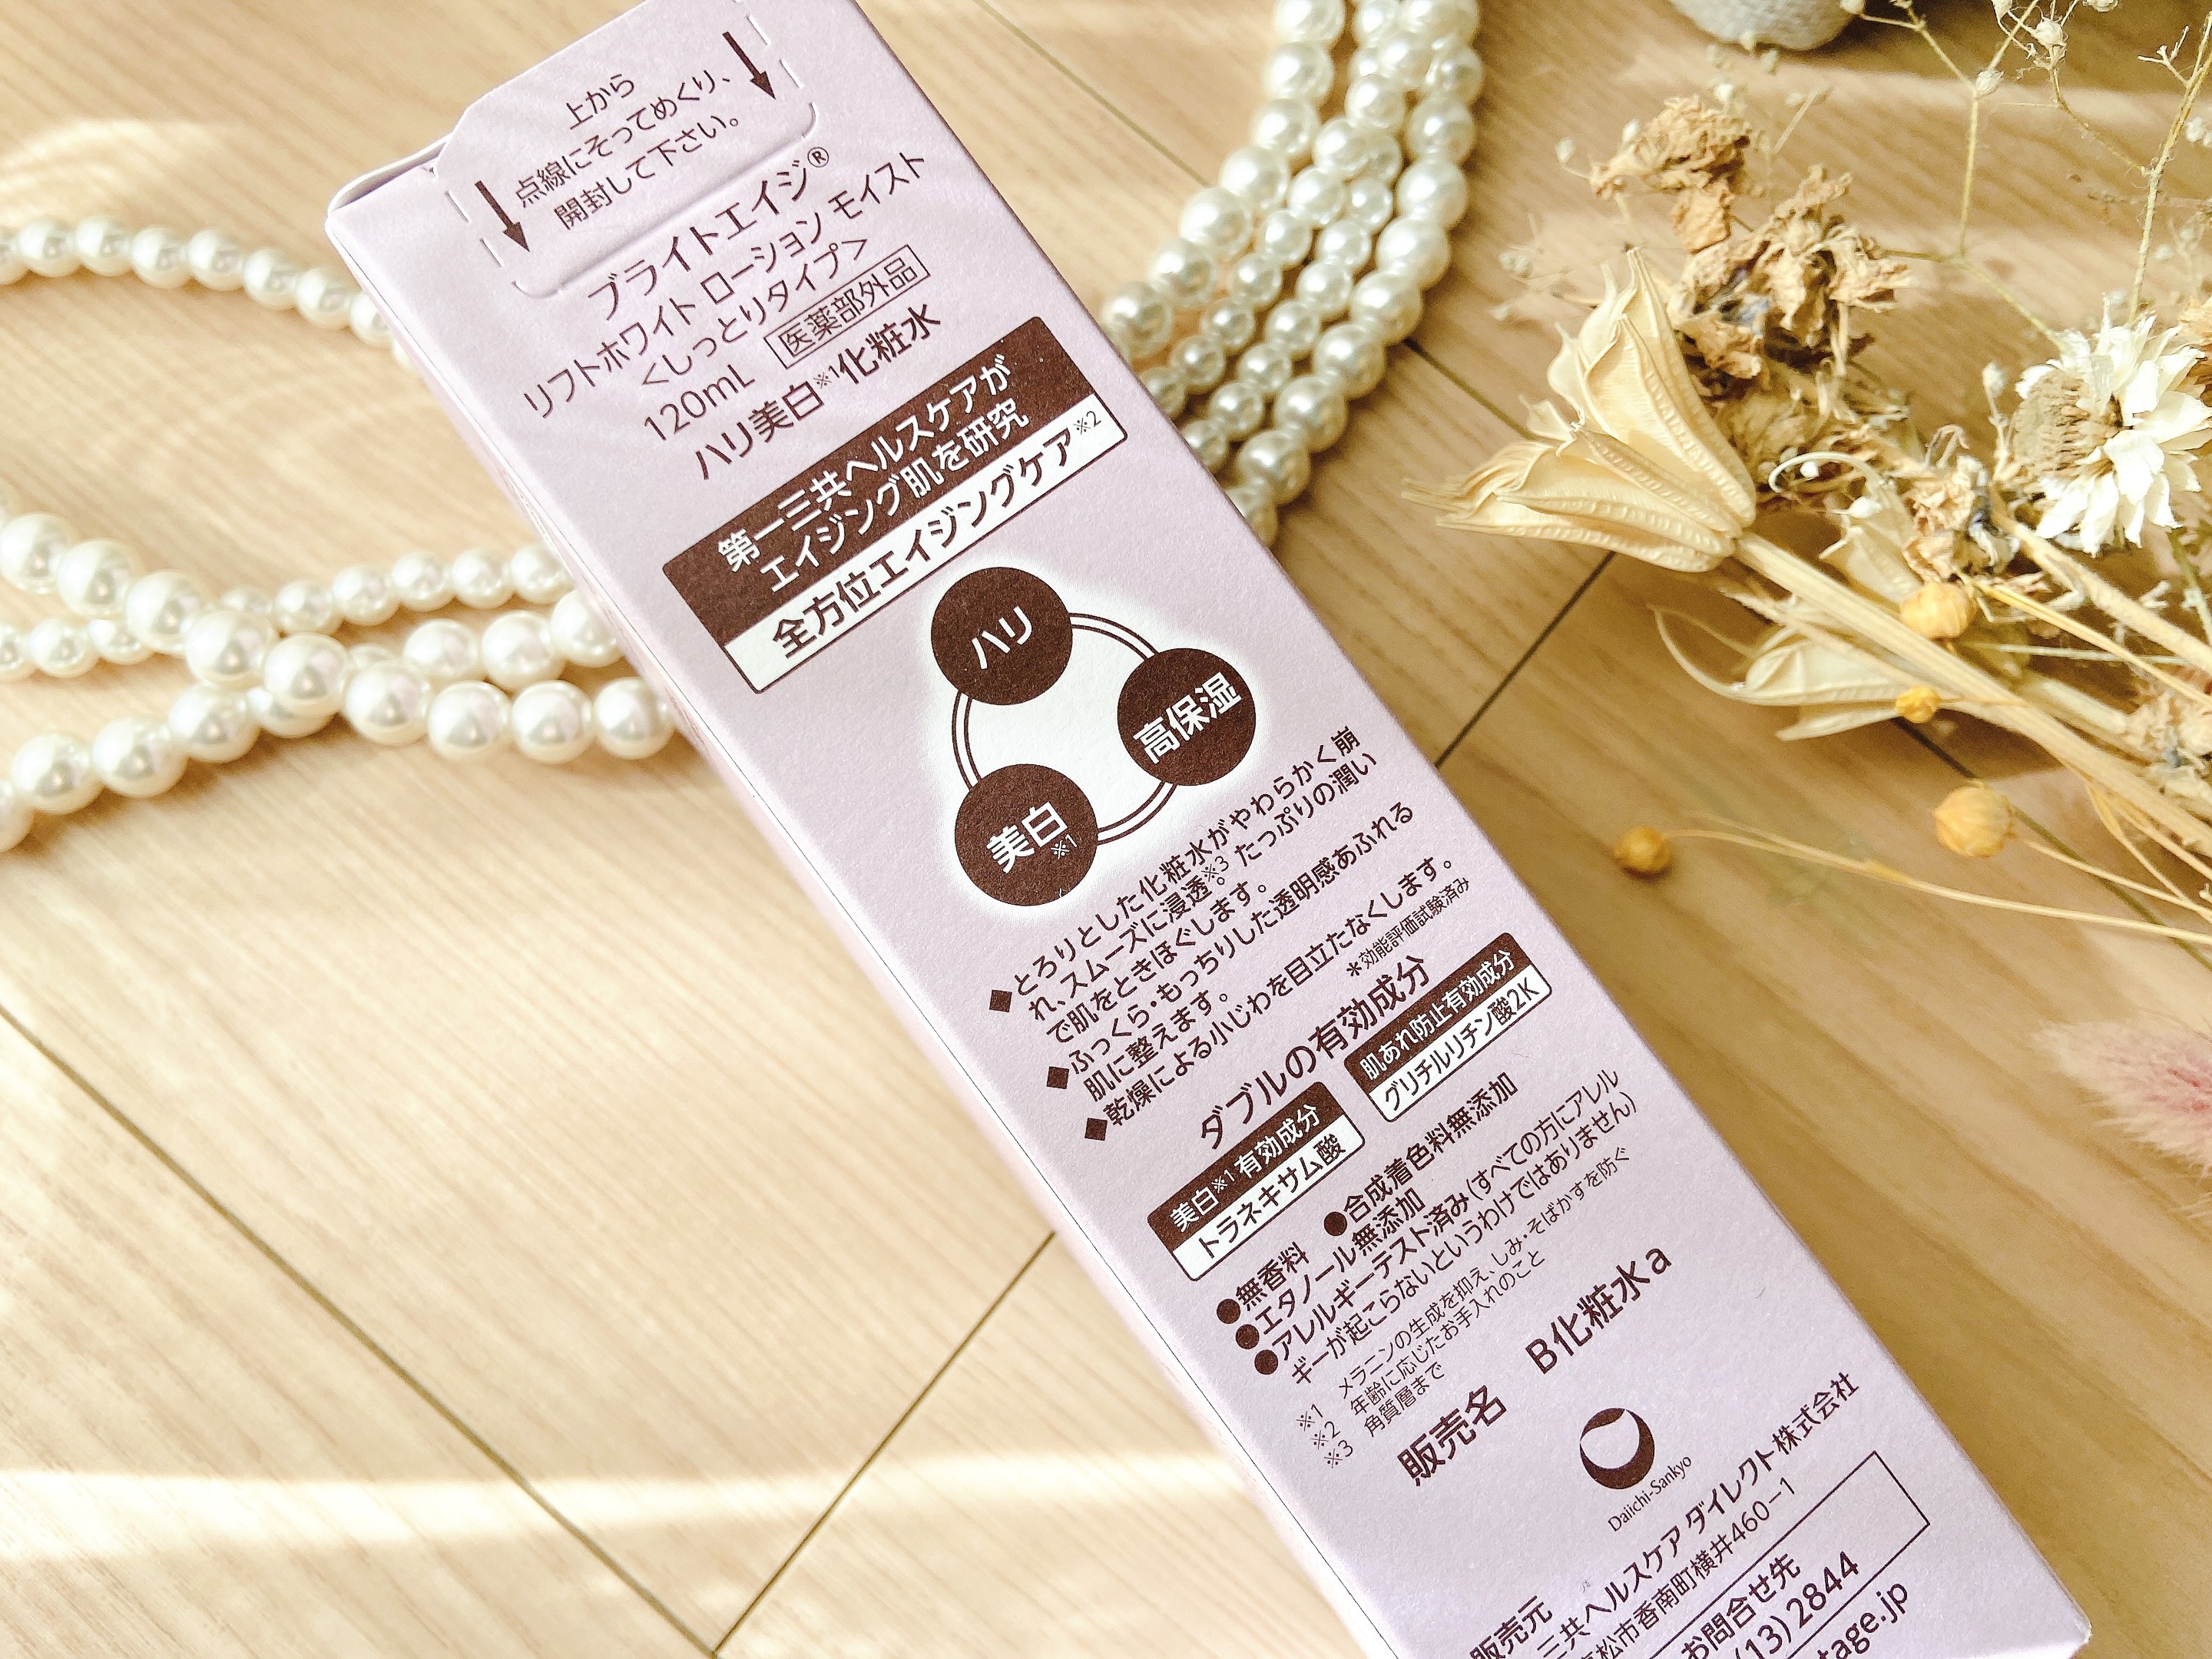 上から
点線にそってめくり、
開封して下さい。
ブライトエイジ®
リフトホワイト ローション モイスト
<しっとりタイプ>
120mL 医薬部外品
ハリ美白※1化粧水
第一三共ヘルスケアが
エイジング肌を研究
全方位エイジングケア※2
ハリ
高保湿
美白※1
◆とろりとした化粧水がやわらかく崩
れ、スムーズに浸透※3。たっぷりの潤い
で肌をときほぐします。
◆ふっくら・もっちりした透明感あふれる
肌に整えます。
◆乾燥による小じわを目立たなくします。
＊効能評価試験済み
ダブルの有効成分
美白※1有効成分
トラネキサム酸
肌あれ防止有効成分
グリチルリチン酸2K
●無香料 ●合成着色料無添加
●エタノール無添加
●アレルギーテスト済み(すべての方にアレル
ギーが起こらないというわけではありません)
※1 メラニンの生成を抑え、しみ・そばかすを防ぐ
※2 年齢に応じたお手入れのこと
※3 角質層まで
販売名 B化粧水a
Daiichi-Sankyo
販売元
三共ヘルスケアダイレクト株式会社
松市香南町横井460-1
お問合せ先
(13)2844
tage.jp